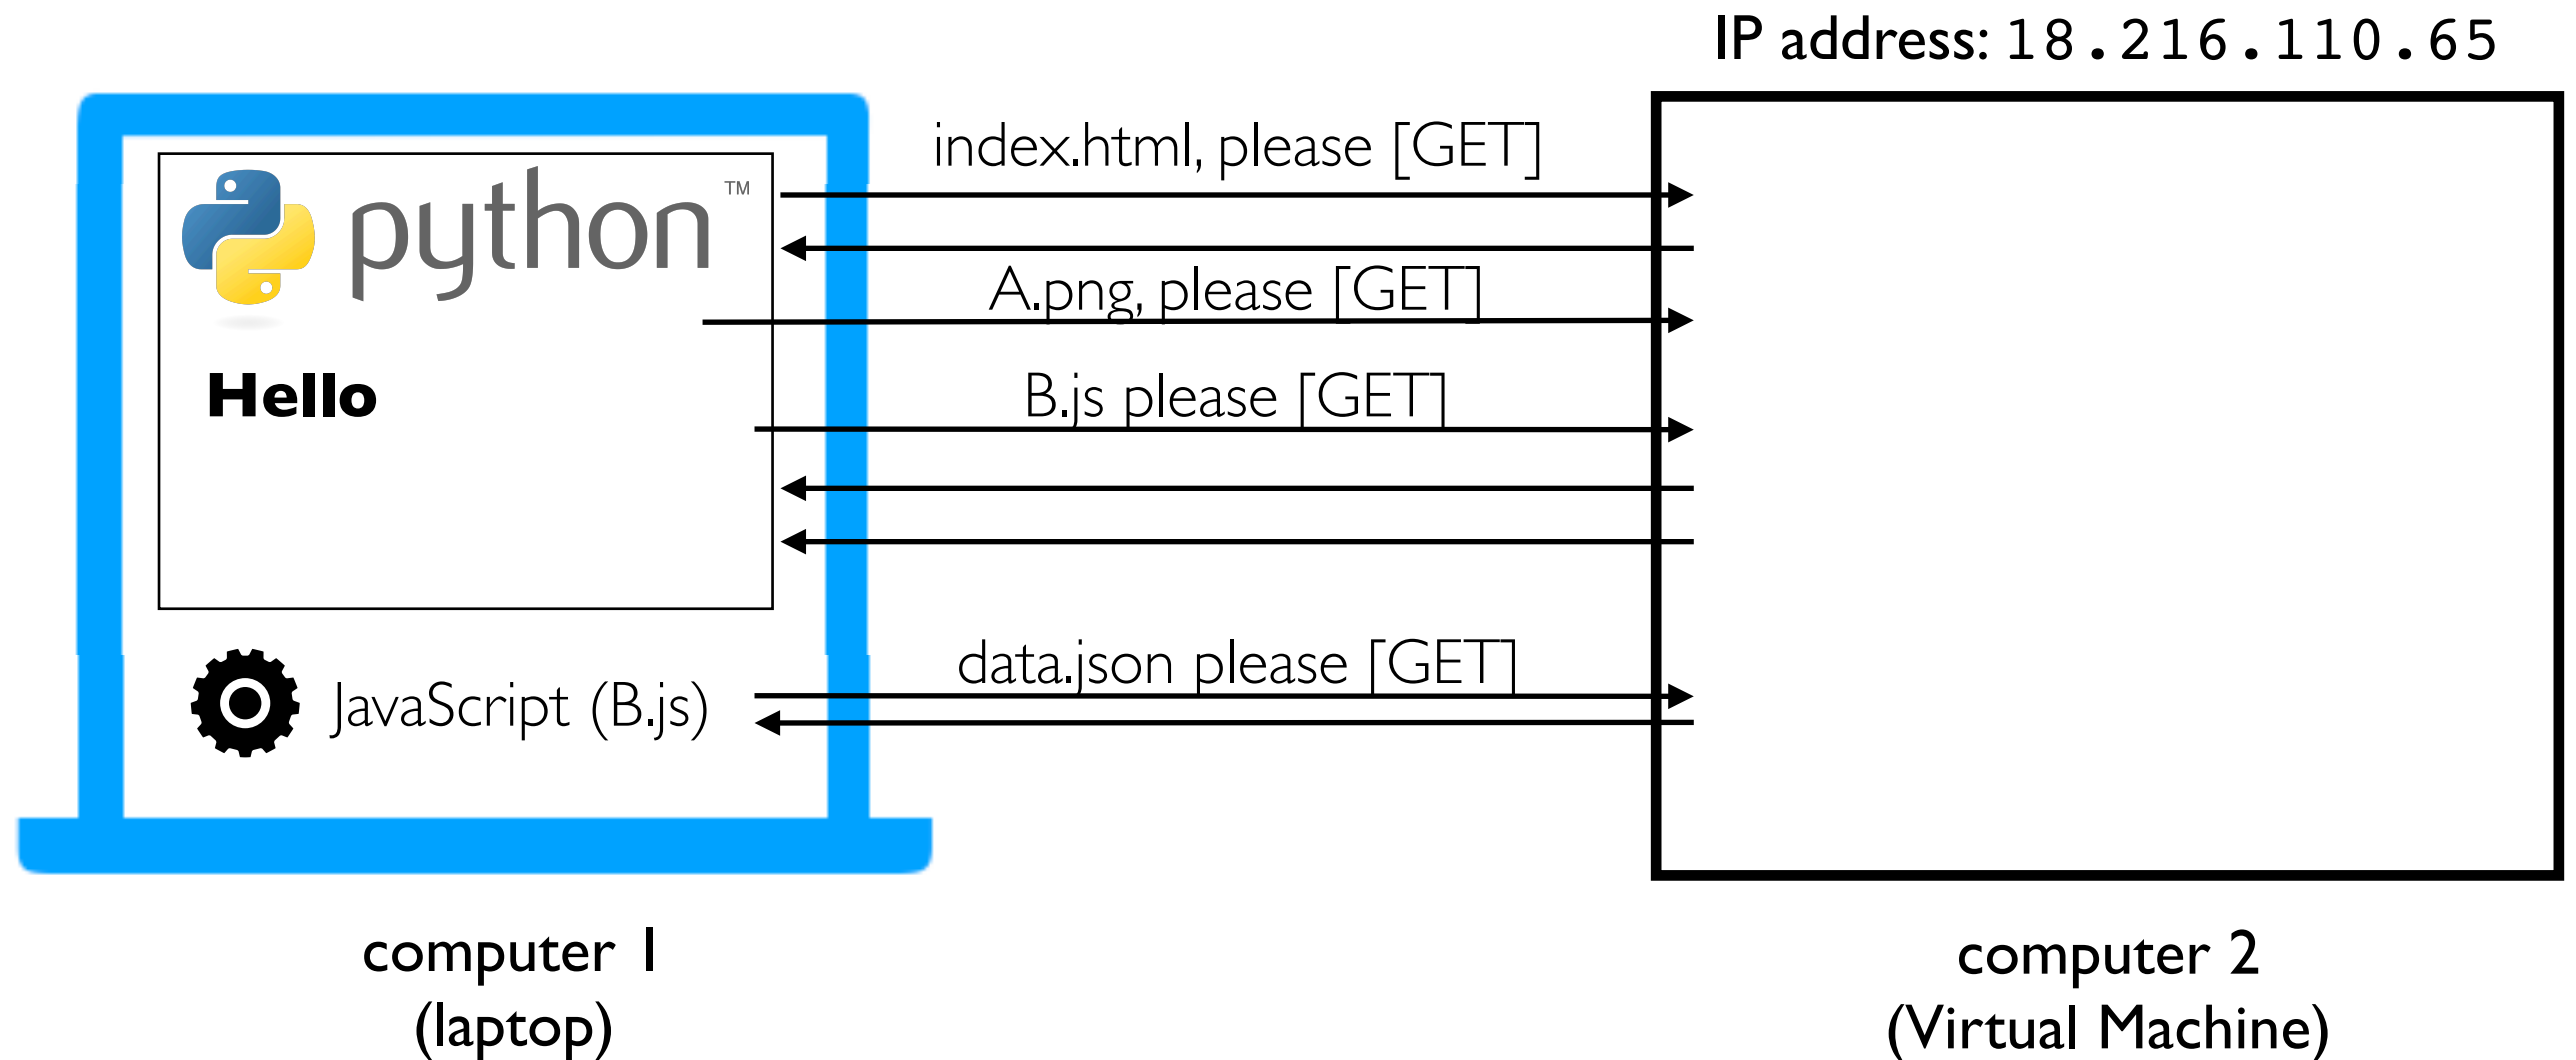 IP address: 18.216.110.65
index.html, please [GET]
python™
A.png, please [GET]
Hello
B.js please [GET]
data.json please [GET]
JavaScript (B.js)
computer 1
(laptop)
computer 2
(Virtual Machine)